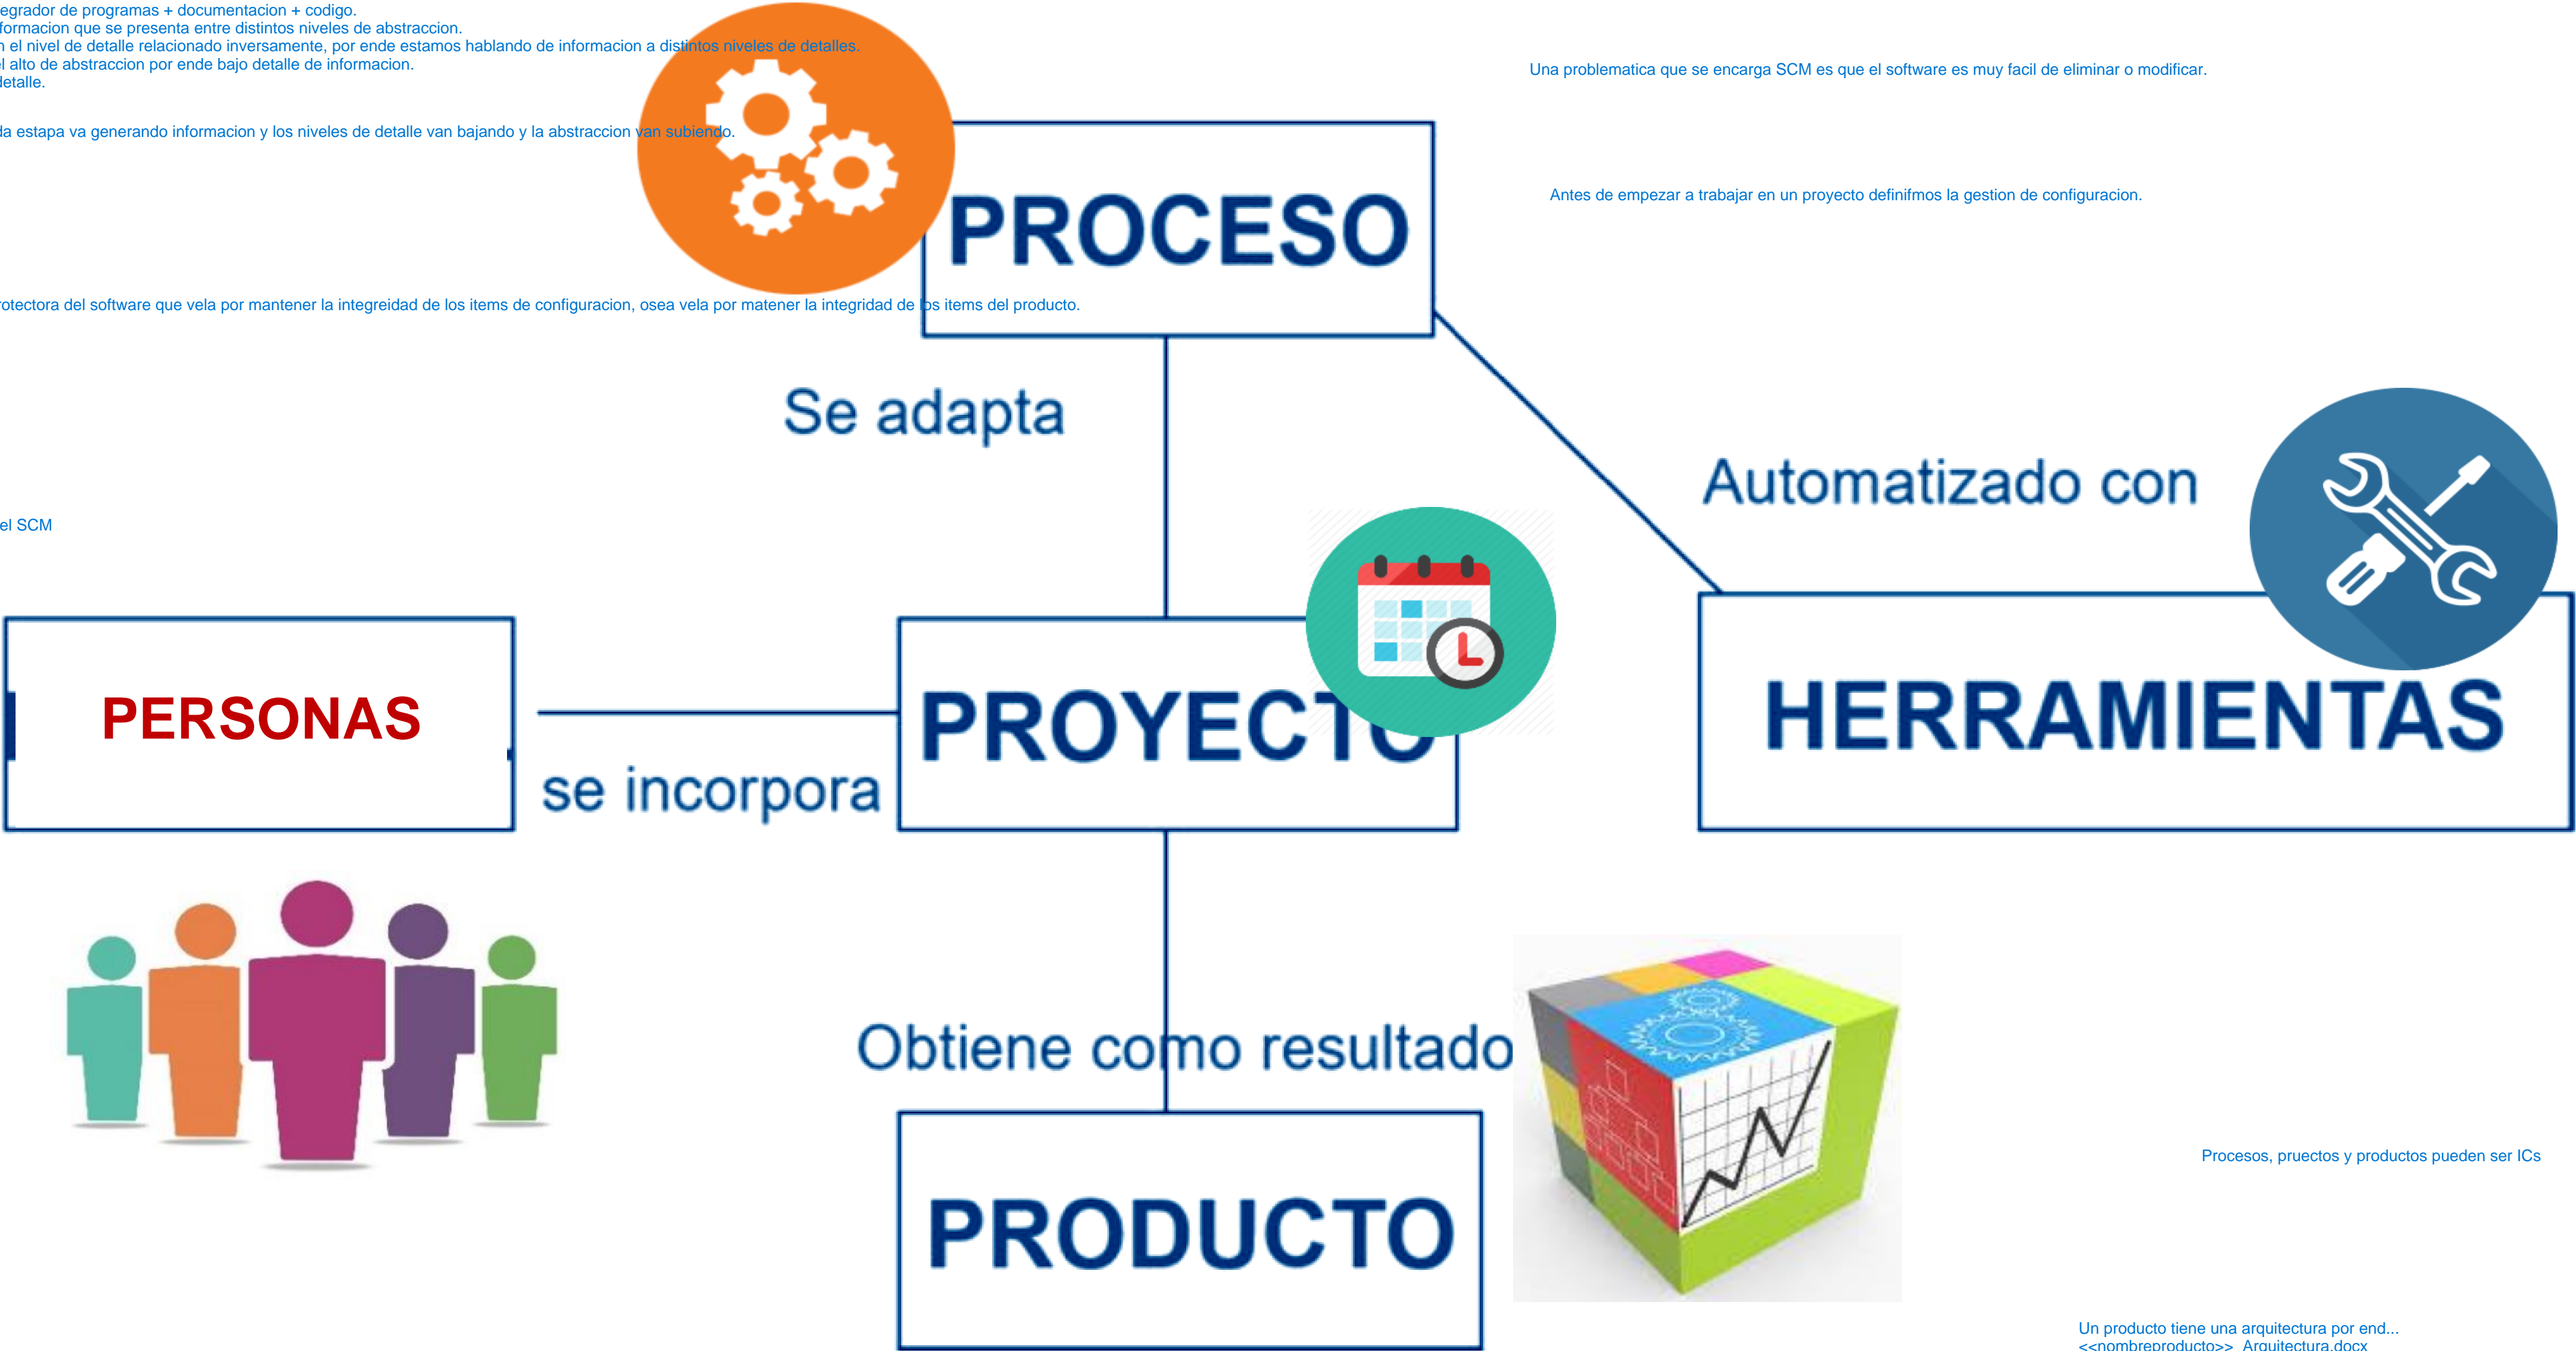 egrador de programas + documentacion + codigo.
formacion que se presenta entre distintos niveles de abstraccion.
n el nivel de detalle relacionado inversamente, por ende estamos hablando de informacion a distintos niveles de detalles.
el alto de abstraccion por ende bajo detalle de informacion.
detalle.
Una problematica que se encarga SCM es que el software es muy facil de eliminar o modificar.
da estapa va generando informacion y los niveles de detalle van bajando y la abstraccion van subiendo.
Antes de empezar a trabajar en un proyecto definifmos la gestion de configuracion.
PROCESO
rotectora del software que vela por mantener la integreidad de los items de configuracion, osea vela por matener la integridad de los items del producto.
Se adapta
Automatizado con
el SCM
PERSONAS
se incorpora
PROYECTO
HERRAMIENTAS
Obtiene como resultado
PRODUCTO
Procesos, pruectos y productos pueden ser ICs
Un producto tiene una arquitectura por end...
<<nombreproducto>>_Arquitectura.docx